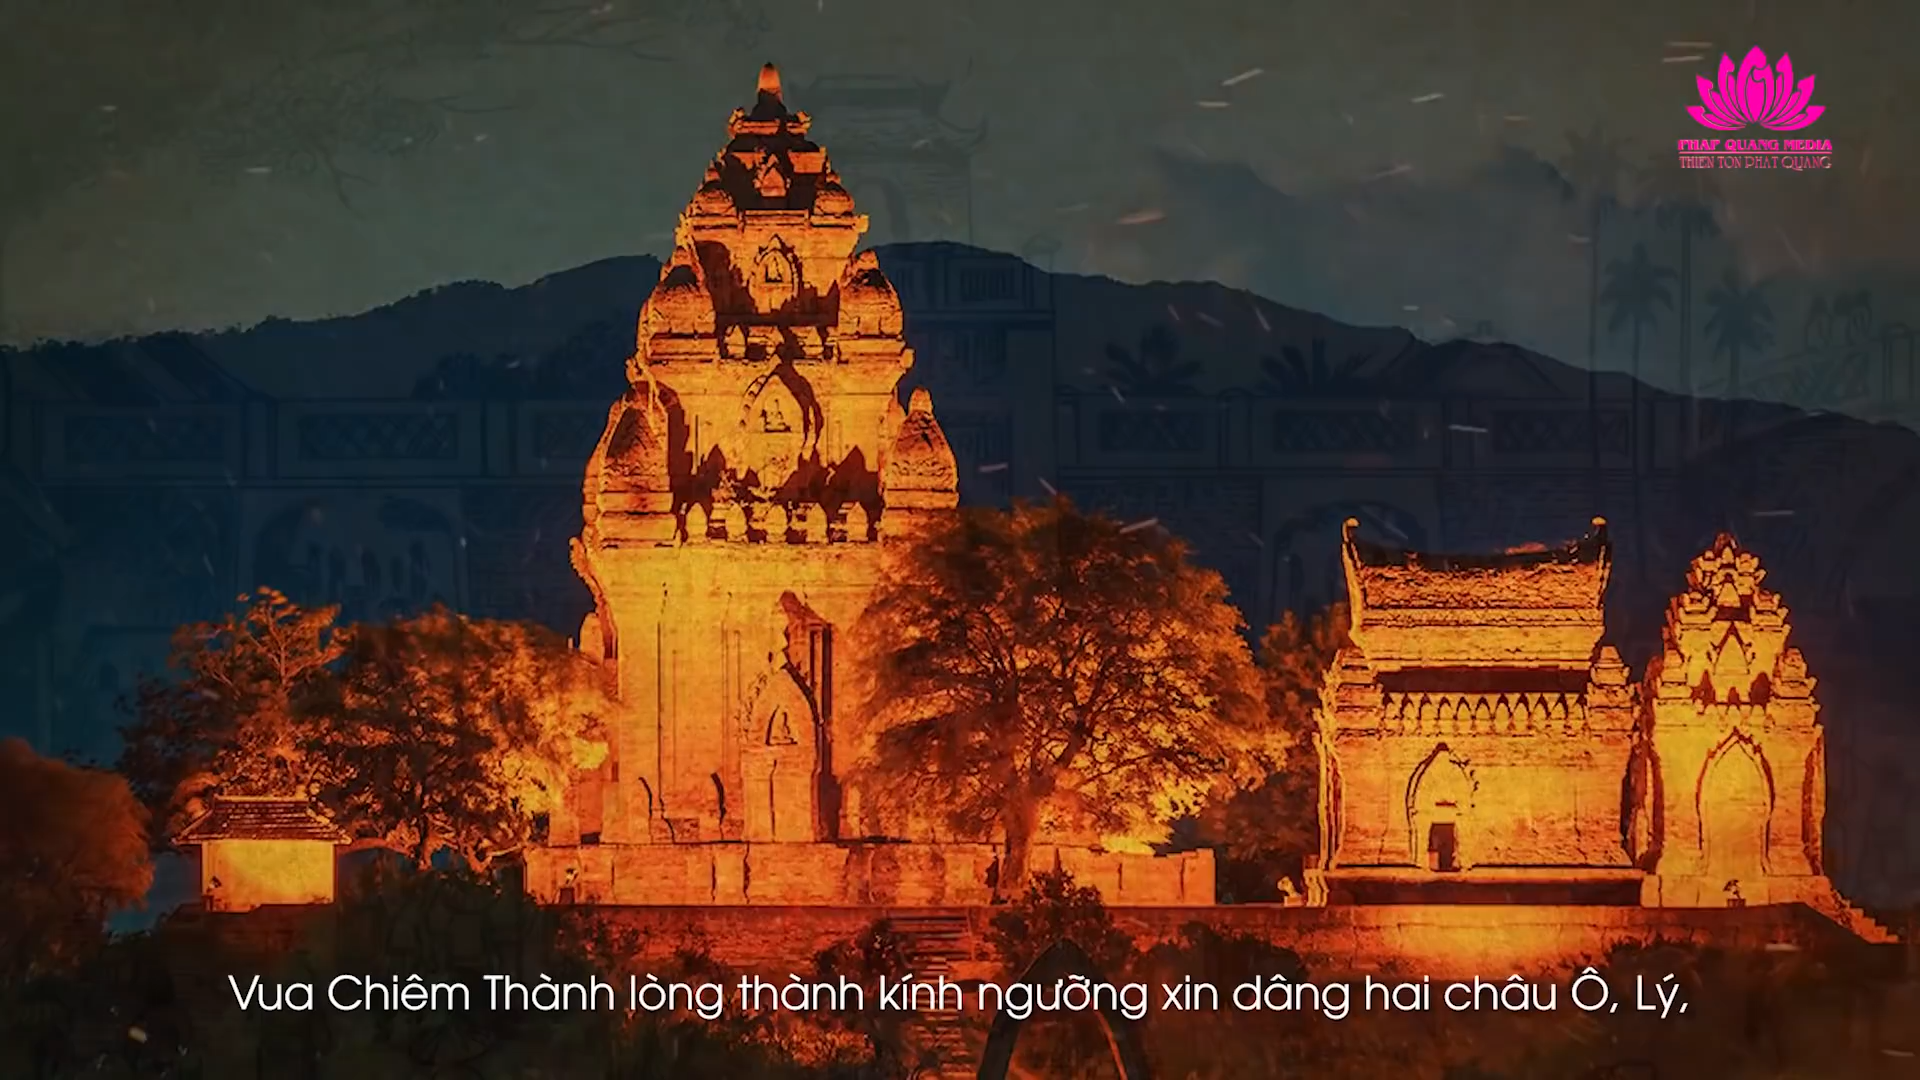 PHAP QUANG MEDIA
THIEN TON PHAT QUANG
Vua Chiêm Thành lòng thành kính ngưỡng xin dâng hai châu Ô, Lý,